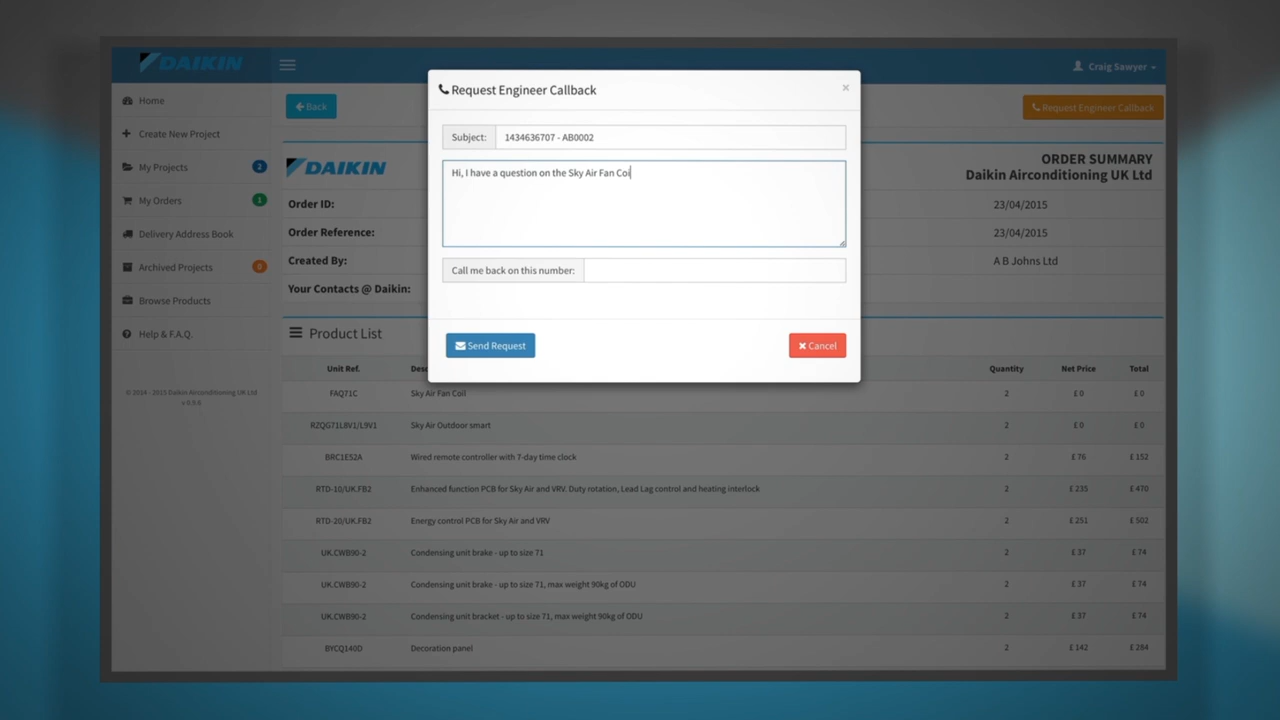 DAIKIN
Craig Sawyer
Home
Create New Project
My Projects 2
My Orders 1
Delivery Address Book
Archived Projects 0
Browse Products
Help & F.A.Q.
© 2014 - 2015 Daikin Airconditioning UK Ltd
Back
Request Engineer Callback
DAIKIN
ORDER SUMMARY
Daikin Airconditioning UK Ltd
Order ID: 23/04/2015
Order Reference: 23/04/2015
Created By: A B Johns Ltd
Your Contacts @ Daikin:
Request Engineer Callback ×
Subject: 1434636707 - AB0002
Hi, I have a question on the Sky Air Fan Coi
Call me back on this number:
Send Request Cancel
Product List
Unit Ref. Des Quantity Net Price Total
FAQ71C Sky Air Fan Coil 2 £ 0 £ 0
RZQG71L8V1/L9V1 Sky Air Outdoor smart 2 £ 0 £ 0
BRC1E52A Wired remote controller with 7-day time clock 2 £ 76 £ 152
RTD-10/UK.FB2 Enhanced function PCB for Sky Air and VRV. Duty rotation, Lead Lag control and heating interlock 2 £ 235 £ 470
RTD-20/UK.FB2 Energy control PCB for Sky Air and VRV 2 £ 251 £ 502
UK.CWB90-2 Condensing unit brake - up to size 71 2 £ 37 £ 74
UK.CWB90-2 Condensing unit brake - up to size 71, max weight 90kg of ODU 2 £ 37 £ 74
UK.CWB90-2 Condensing unit bracket - up to size 71, max weight 90kg of ODU 2 £ 37 £ 74
BYCQ140D Decoration panel 2 £ 142 £ 284